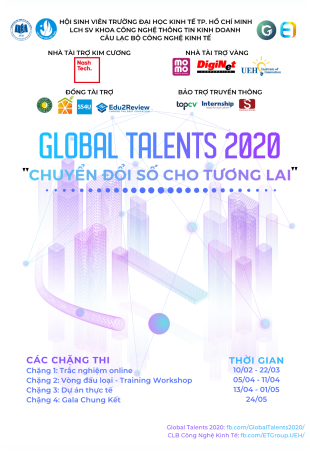 HỘI SINH VIÊN TRƯỜNG ĐẠI HỌC KINH TẾ TP. HỒ CHÍ MINH
LCH SV KHOA CÔNG NGHỆ THÔNG TIN KINH DOANH
CÂU LẠC BỘ CÔNG NGHỆ KINH TẾ
NHÀ TÀI TRỢ KIM CƯƠNG
NHÀ TÀI TRỢ VÀNG
Nash
Tech.
mo
mo
DigiNet
UEH
ĐỒNG TÀI TRỢ
BẢO TRỢ TRUYỀN THÔNG
SS4U
Edu2Review
topcv
Internship
GLOBAL TALENTS 2020
"CHUYỂN ĐỔI SỐ CHO TƯƠNG LAI"
CÁC CHẶNG THI
THỜI GIAN
Chặng 1: Trắc nghiệm online
10/02 - 22/03
Chặng 2: Vòng đấu loại - Training Workshop
05/04 - 11/04
Chặng 3: Dự án thực tế
13/04 - 01/05
Chặng 4: Gala Chung Kết
24/05
Global Talents 2020: fb.com/GlobalTalents2020/
CLB Công Nghệ Kinh Tế: fb.com/ETGroup.UEH/